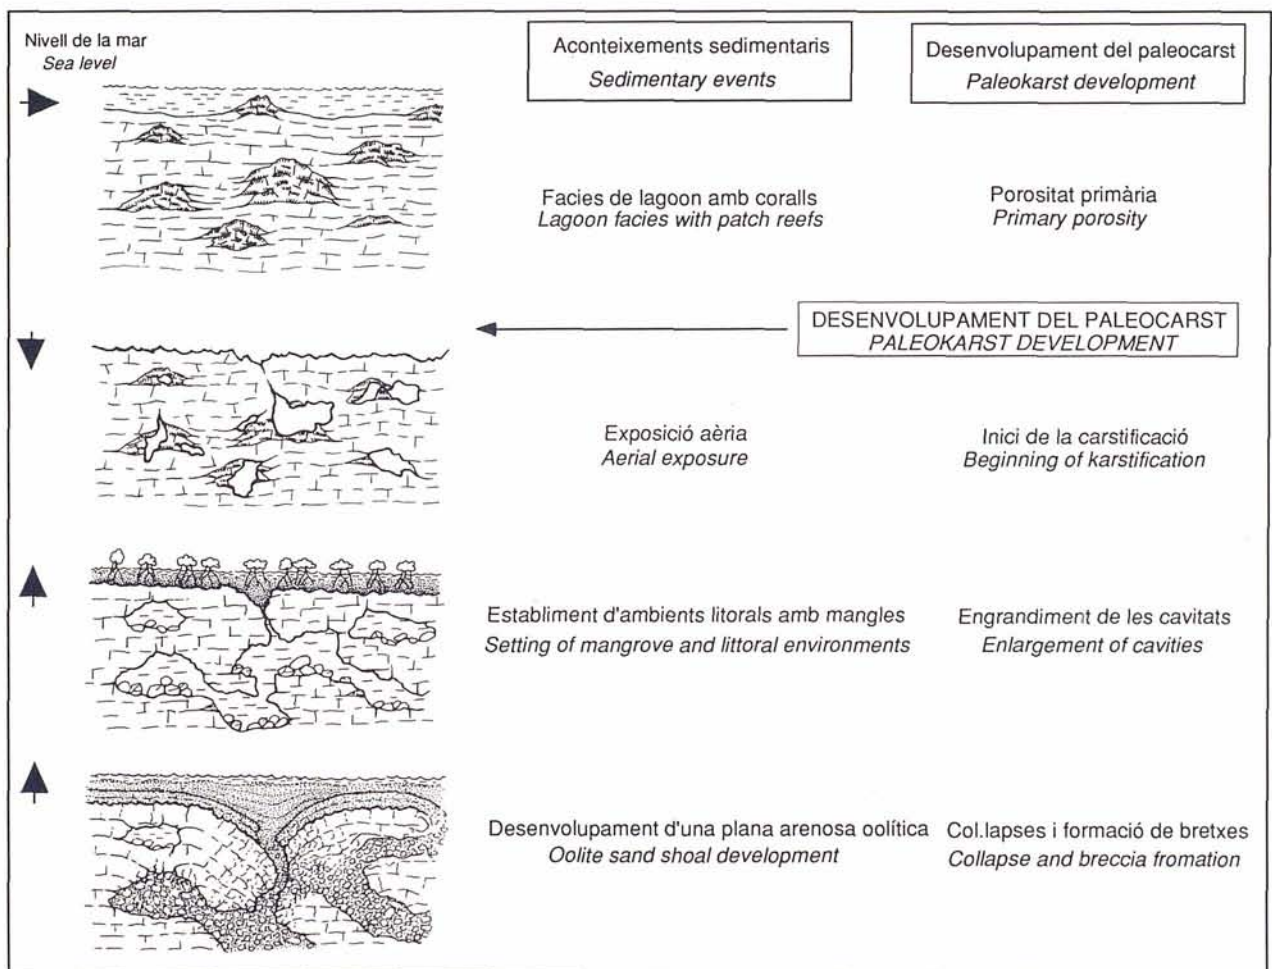 Nivell de la mar
Sea level
Aconteixements sedimentaris
Sedimentary events
Desenvolupament del paleocarst
Paleokarst development
Facies de lagoon amb coralls
Lagoon facies with patch reefs
Porositat primària
Primary porosity
DESENVOLUPAMENT DEL PALEOCARST
PALEOKARST DEVELOPMENT
Exposició aèria
Aerial exposure
Inici de la carstificació
Beginning of karstification
Establiment d'ambients litorals amb mangles
Setting of mangrove and littoral environments
Engrandiment de les cavitats
Enlargement of cavities
Desenvolupament d'una plana arenosa oolítica
Oolite sand shoal development
Col.lapses i formació de bretxes
Collapse and breccia fromation